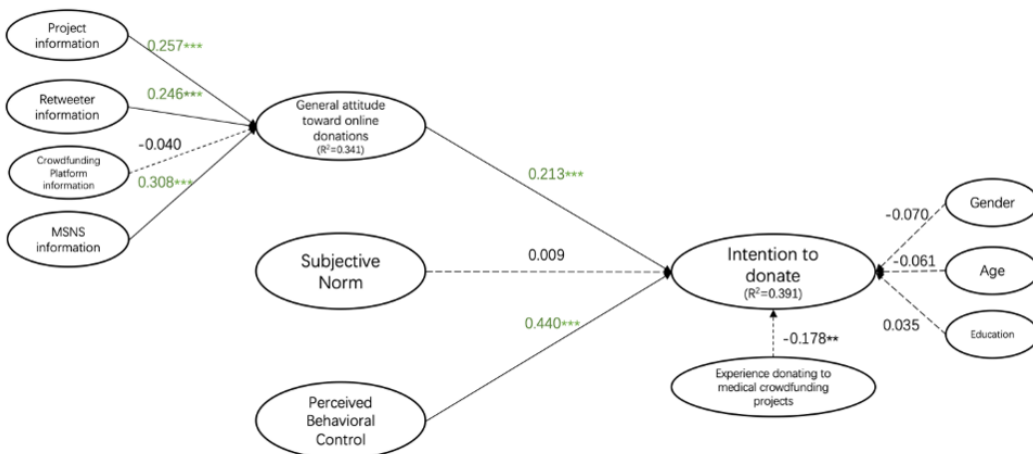 Project
information
0.257***
Retweeter
information
0.246***
General attitude
toward online
donations
(R²=0.341)
-0.040
Crowdfunding
Platform
information
0.308***
MSNS
information
0.213***
Subjective
Norm
0.009
Intention to
donate
(R²=0.391)
Gender
-0.070
-0.061
Age
0.035
Education
0.440***
-0.178**
Experience donating to
medical crowdfunding
projects
Perceived
Behavioral
Control